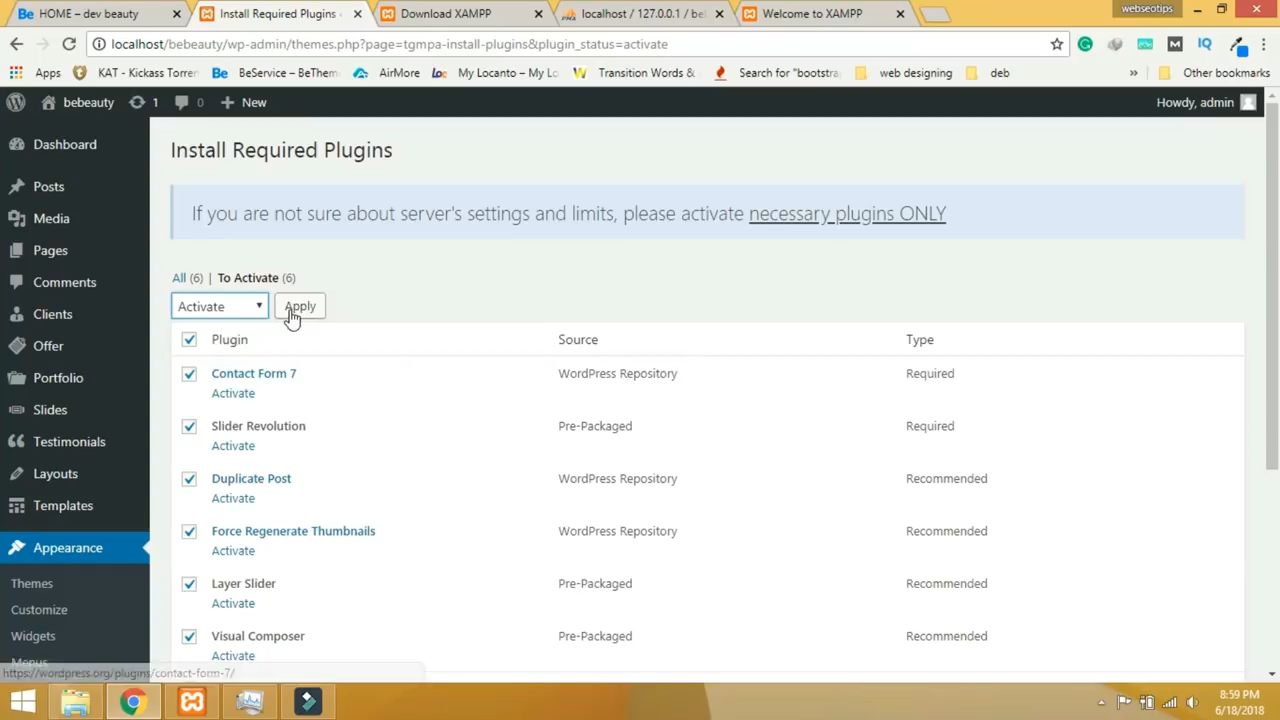 Be HOME – dev beauty
Install Required Plugins
Download XAMPP
localhost / 127.0.0.1 / b
Welcome to XAMPP
webseotips
localhost/bebeauty/wp-admin/themes.php?page=tgmpa-install-plugins&plugin_status=activate
Apps
KAT - Kickass Torren
Be BeService – BeThem
AirMore
Loc My Locanto – My Lo
Transition Words &
Search for "bootstra
web designing
deb
»
Other bookmarks
bebeauty
1
0
+ New
Howdy, admin
Dashboard
Posts
Media
Pages
Comments
Clients
Offer
Portfolio
Slides
Testimonials
Layouts
Templates
Appearance
Themes
Customize
Widgets
Menus
Install Required Plugins
If you are not sure about server's settings and limits, please activate necessary plugins ONLY
All (6) | To Activate (6)
Activate
Apply
Plugin Source Type
Contact Form 7 WordPress Repository Required
Activate
Slider Revolution Pre-Packaged Required
Activate
Duplicate Post WordPress Repository Recommended
Activate
Force Regenerate Thumbnails WordPress Repository Recommended
Activate
Layer Slider Pre-Packaged Recommended
Activate
Visual Composer Pre-Packaged Recommended
Activate
https://wordpress.org/plugins/contact-form-7/
8:59 PM
6/18/2018